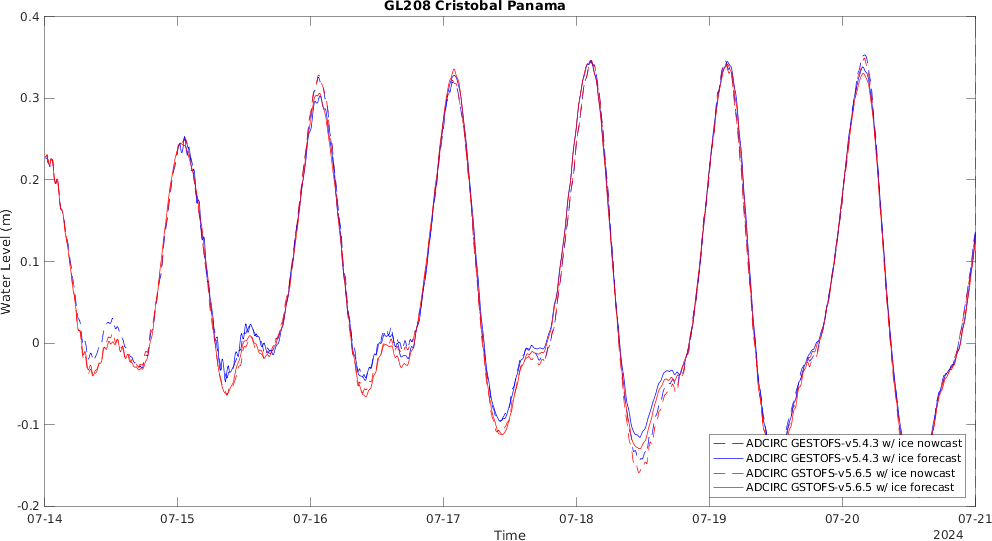 GL208 Cristobal Panama
Water Level (m)
0.4
0.3
0.2
0.1
0
-0.1
-0.2
ADCIRC GESTOFS-v5.4.3 w/ ice nowcast
ADCIRC GESTOFS-v5.4.3 w/ ice forecast
ADCIRC GSTOFS-v5.6.5 w/ ice nowcast
ADCIRC GSTOFS-v5.6.5 w/ ice forecast
07-14 07-15 07-16 07-17 07-18 07-19 07-20 07-21
Time
2024